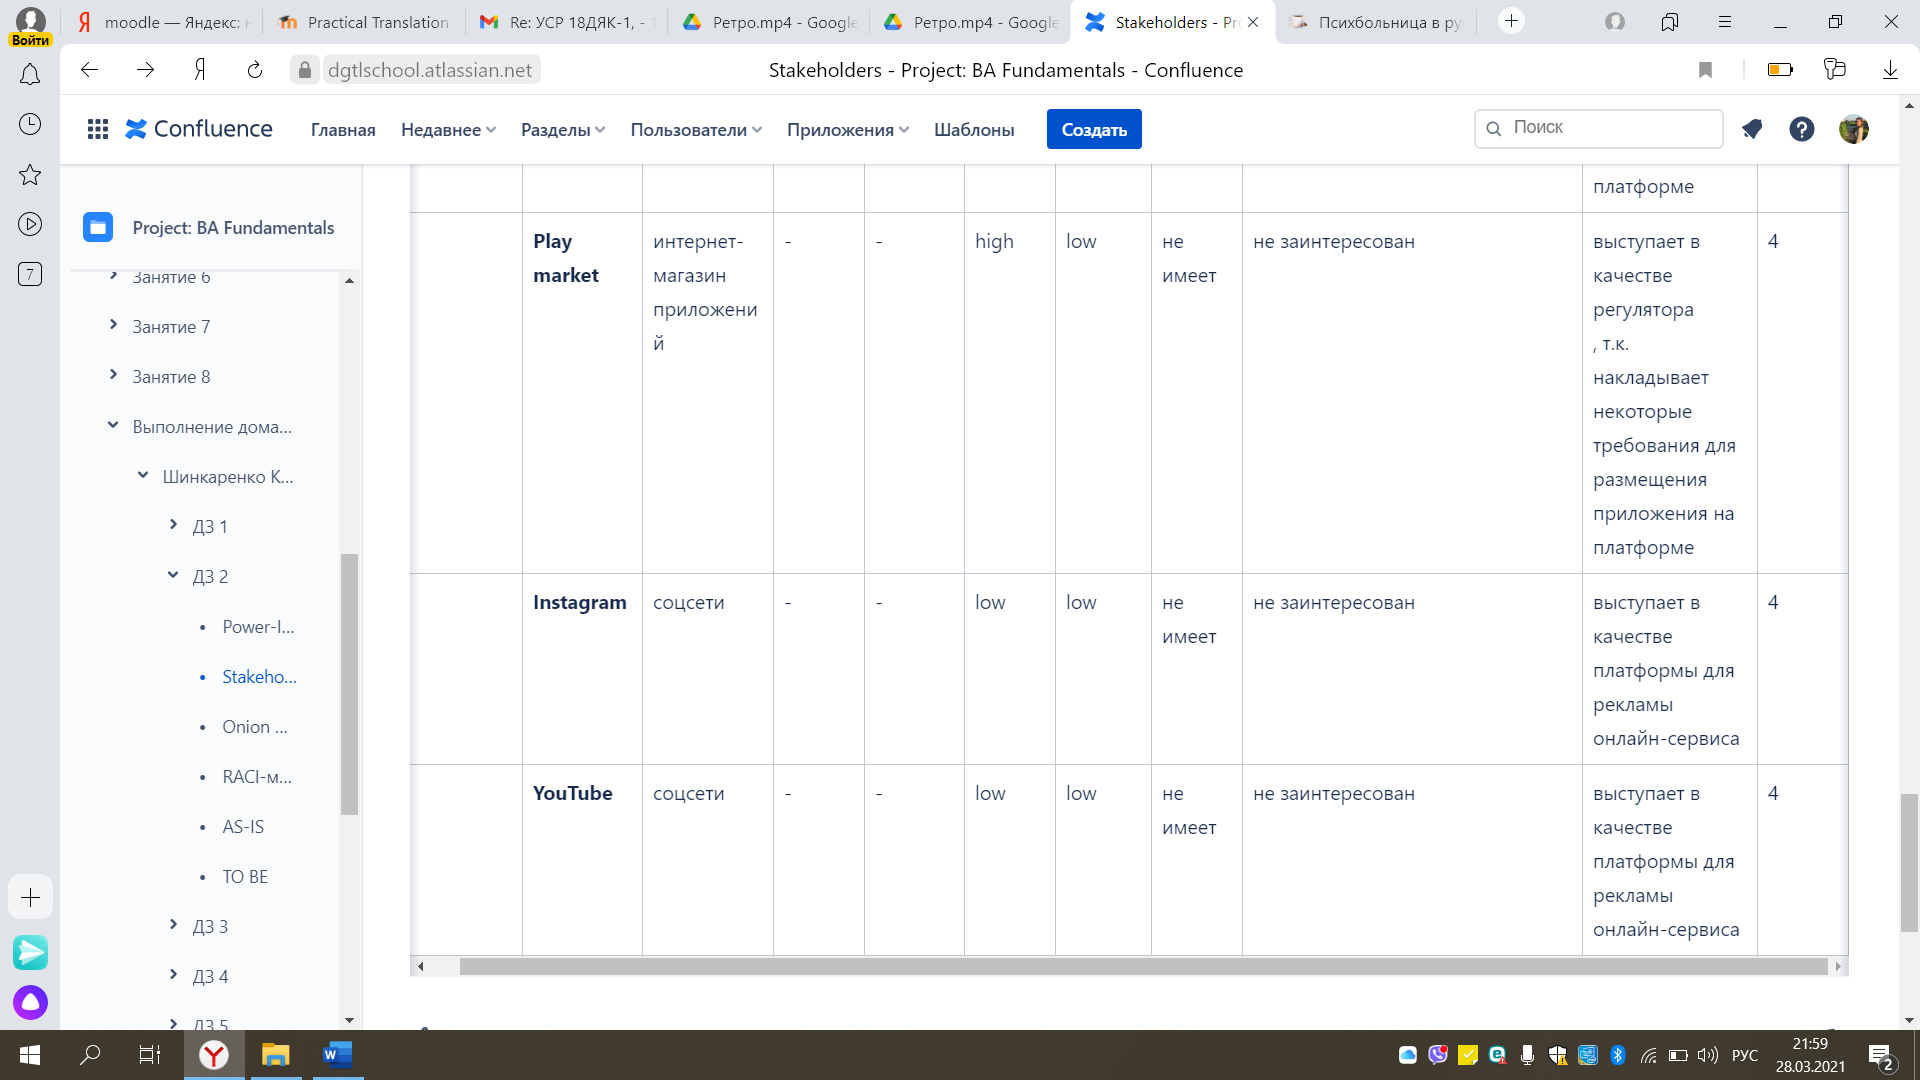 Войти
moodle — Яндекс:
Practical Translation
Re: УСР 18ДЯК-1, -
Ретро.mp4 - Google
Ретро.mp4 - Google
Stakeholders - Pr
Психбольница в ру
dgtlschool.atlassian.net
Stakeholders - Project: BA Fundamentals - Confluence
Confluence
Главная
Недавнее
Разделы
Пользователи
Приложения
Шаблоны
Создать
Поиск
7
Project: BA Fundamentals
Занятие 6
Занятие 7
Занятие 8
Выполнение дома...
Шинкаренко К...
ДЗ 1
ДЗ 2
• Power-I...
• Stakeho...
• Onion ...
• RACI-м...
• AS-IS
• TO BE
ДЗ 3
ДЗ 4
ДЗ 5
платформе
Play
market
интернет-
магазин
приложени
й
-
-
high
low
не
имеет
не заинтересован
выступает в
качестве
регулятора
, т.к.
накладывает
некоторые
требования для
размещения
приложения на
платформе
4
Instagram
соцсети
-
-
low
low
не
имеет
не заинтересован
выступает в
качестве
платформы для
рекламы
онлайн-сервиса
4
YouTube
соцсети
-
-
low
low
не
имеет
не заинтересован
выступает в
качестве
платформы для
рекламы
онлайн-сервиса
4
РУС
21:59
28.03.2021
2